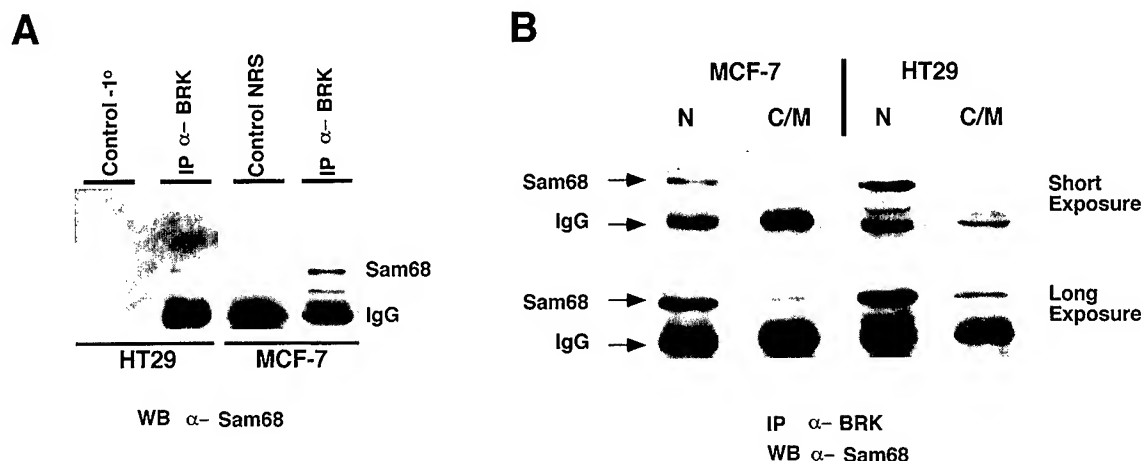 A
Control -1º
IP α- BRK
Control NRS
IP α- BRK
Sam68
IgG
HT29
MCF-7
WB α- Sam68
B
MCF-7
HT29
N
C/M
N
C/M
Sam68
IgG
Short
Exposure
Sam68
IgG
Long
Exposure
IP α- BRK
WB α- Sam68